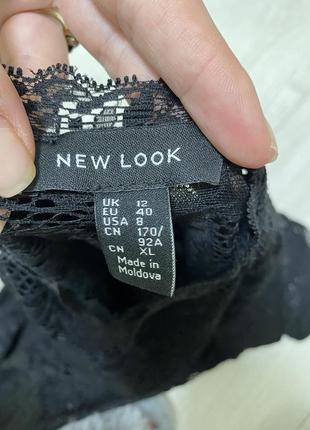 NEW LOOK
UK 12
EU 40
USA 8
CN 170/
92A
CN XL
Made in
Moldova